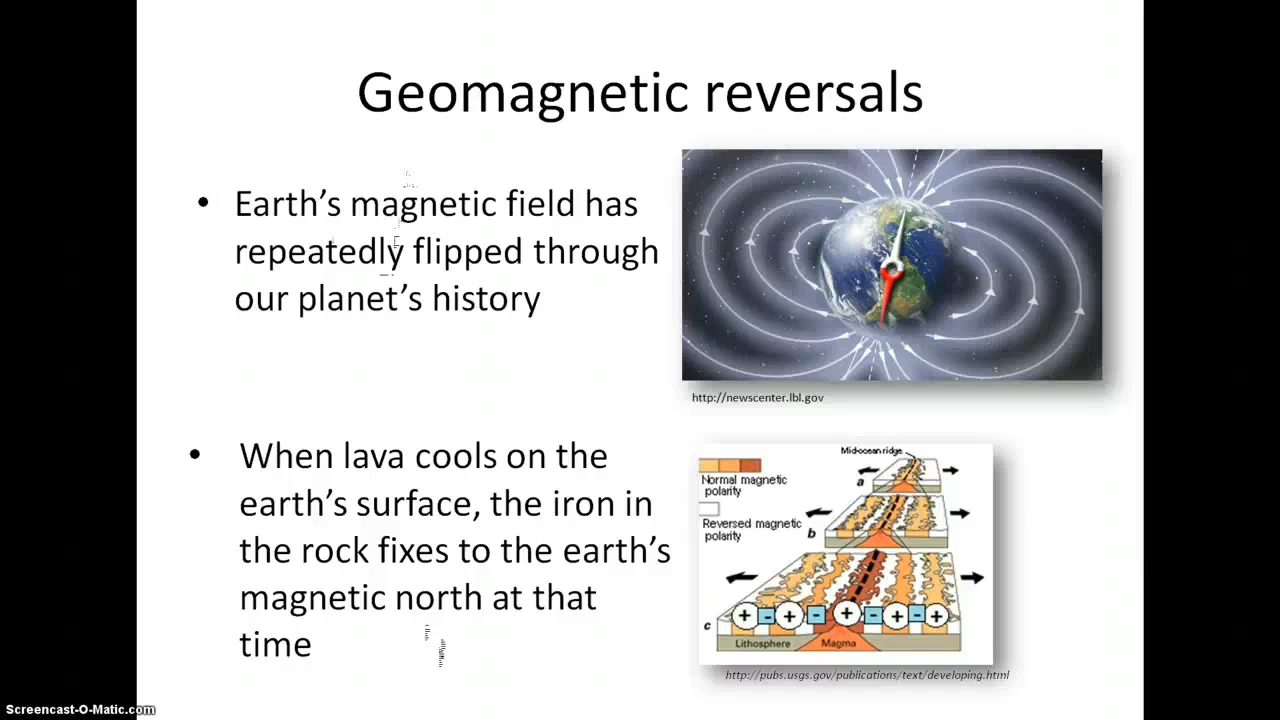 Geomagnetic reversals
• Earth’s magnetic field has
repeatedly flipped through
our planet’s history
http://newscenter.lbl.gov
• When lava cools on the
earth’s surface, the iron in
the rock fixes to the earth’s
magnetic north at that
time
Mid-ocean ridge
Normal magnetic
polarity
a
Reversed magnetic
polarity
b
+ - + - + - + - +
c
Lithosphere Magma
http://pubs.usgs.gov/publications/text/developing.html
Screencast-O-Matic.com